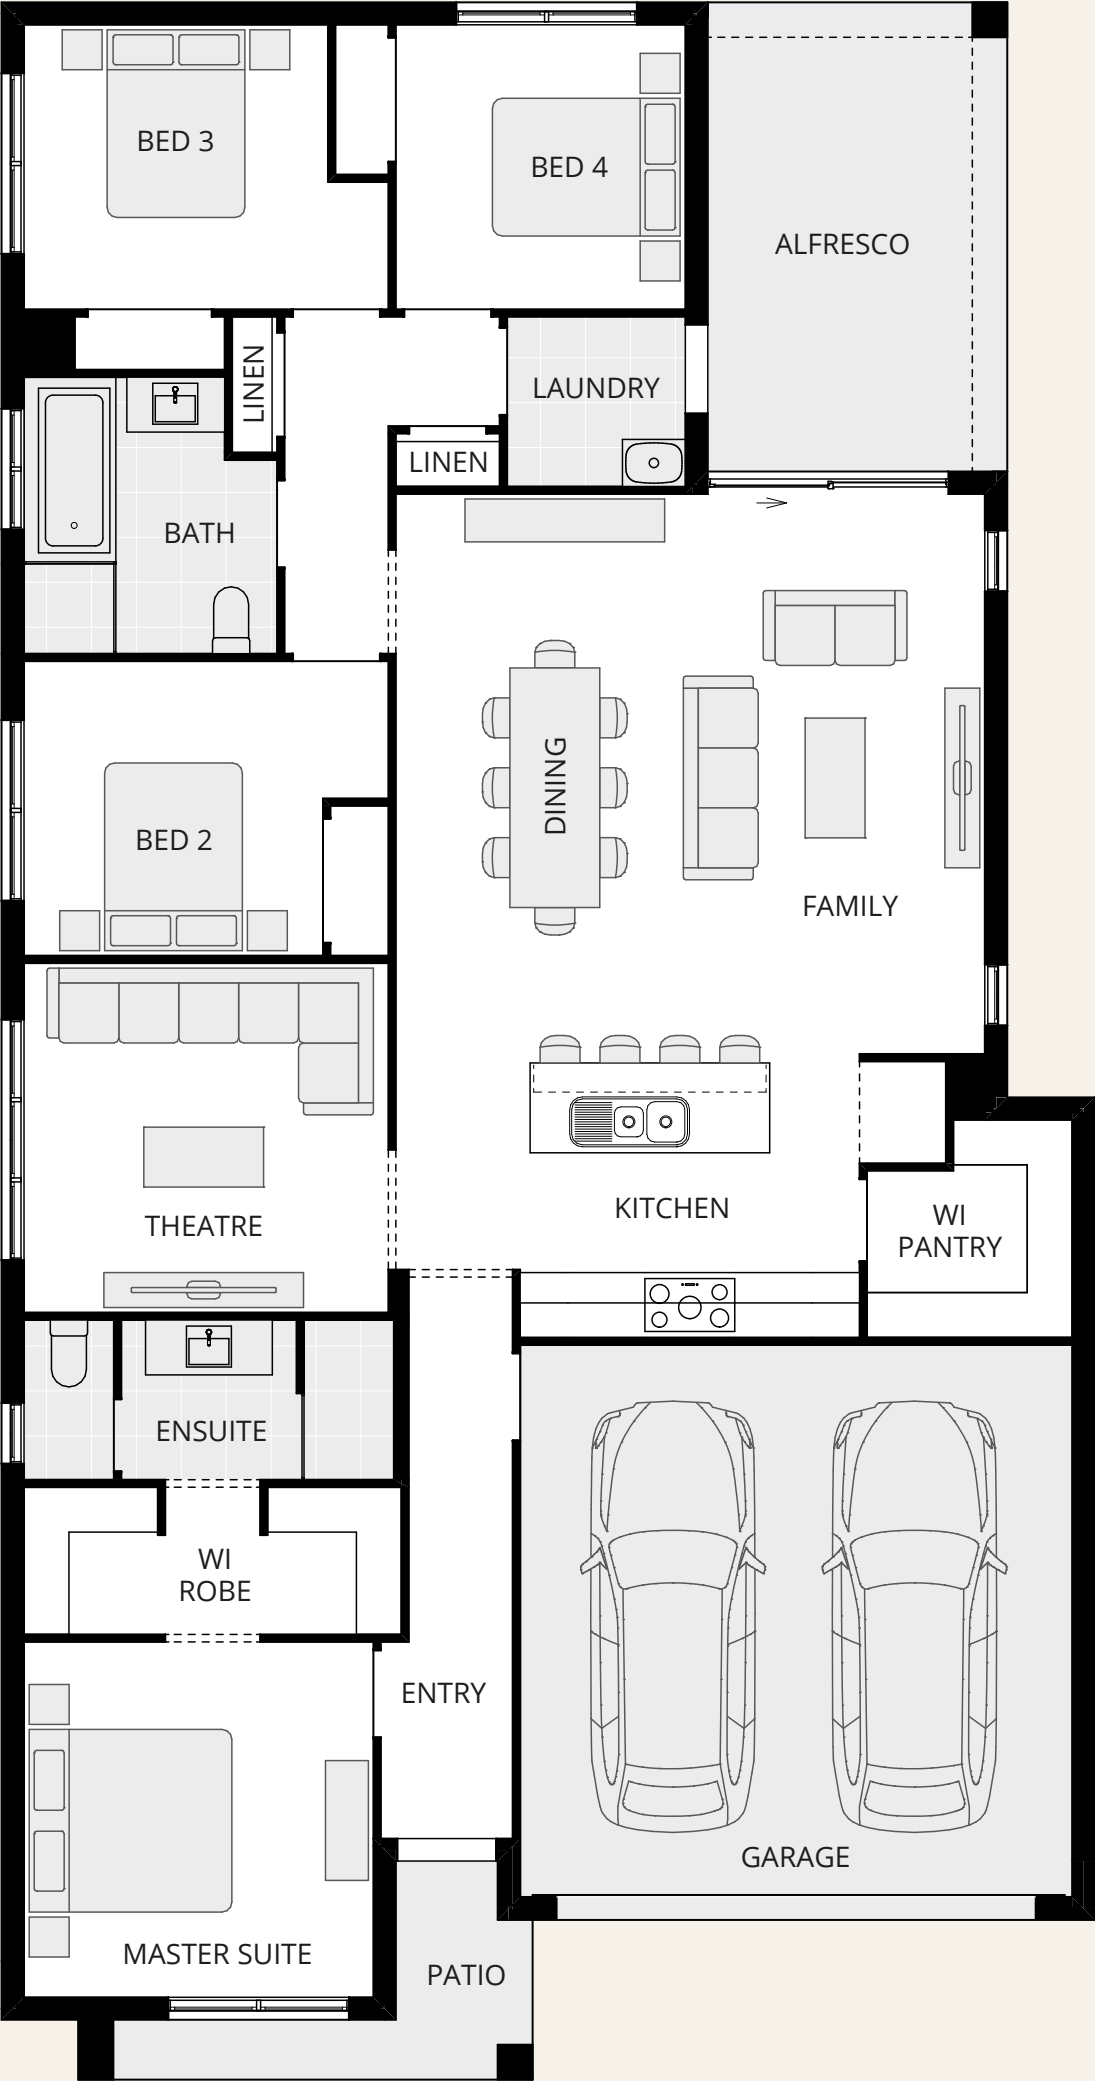 BED 3
BED 4
ALFRESCO
LINEN
LAUNDRY
LINEN
BATH
DINING
BED 2
FAMILY
THEATRE
KITCHEN
WI
PANTRY
ENSUITE
WI
ROBE
ENTRY
GARAGE
MASTER SUITE
PATIO